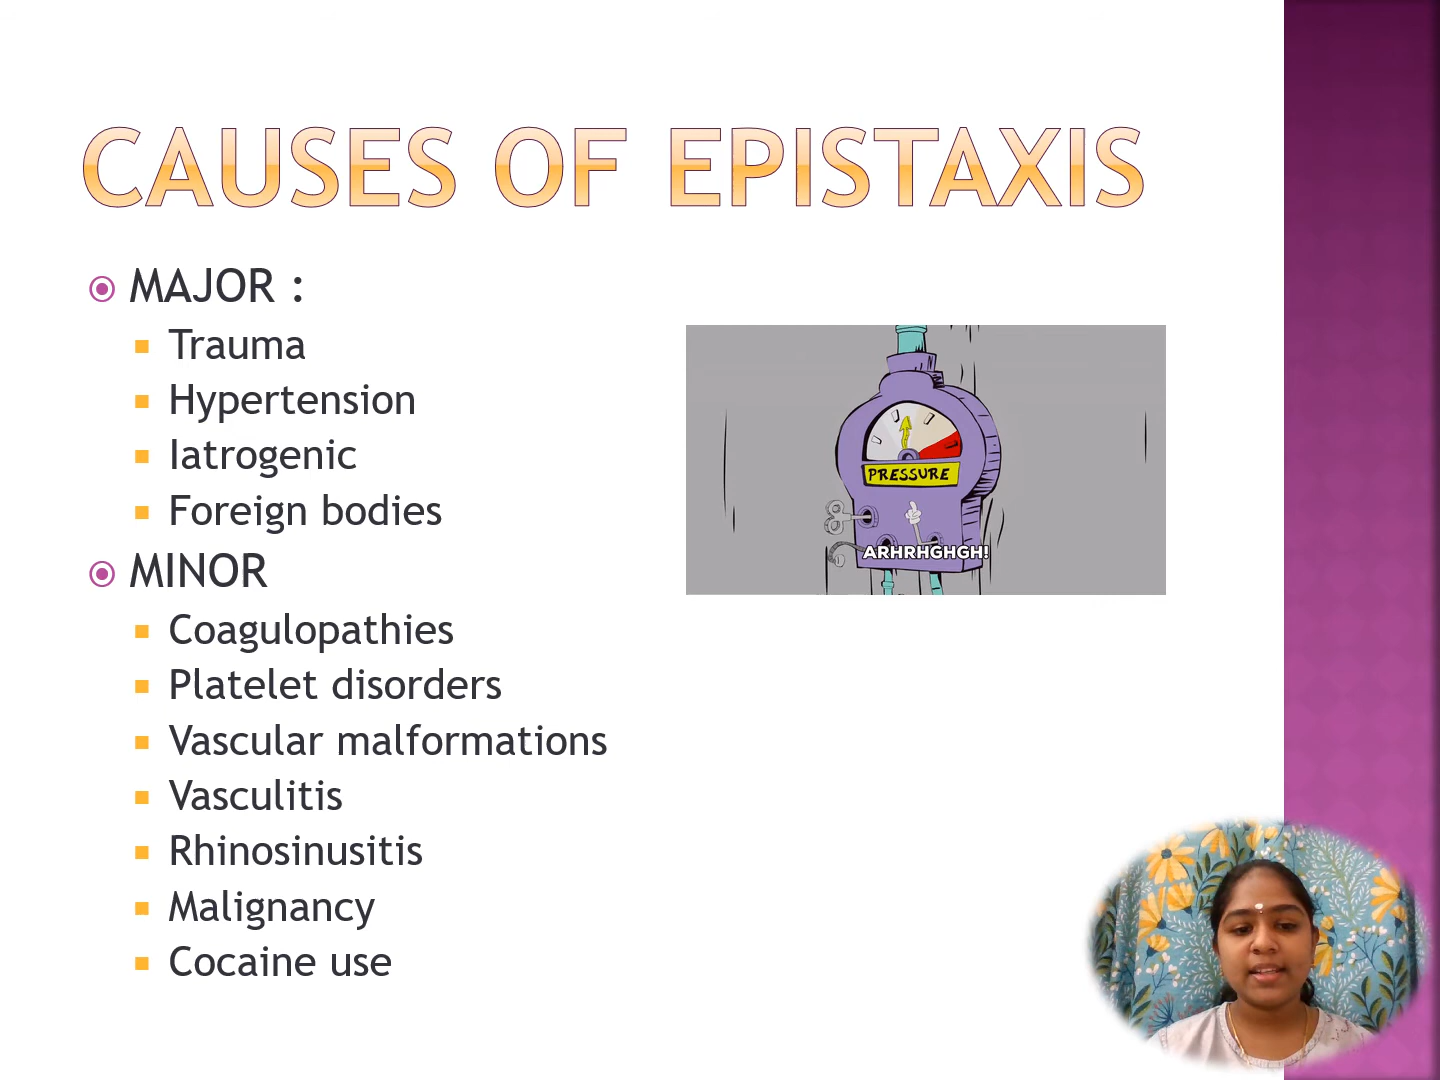 CAUSES OF EPISTAXIS
MAJOR :
Trauma
Hypertension
Iatrogenic
Foreign bodies
MINOR
Coagulopathies
Platelet disorders
Vascular malformations
Vasculitis
Rhinosinusitis
Malignancy
Cocaine use
PRESSURE
ARHRHGHGH!